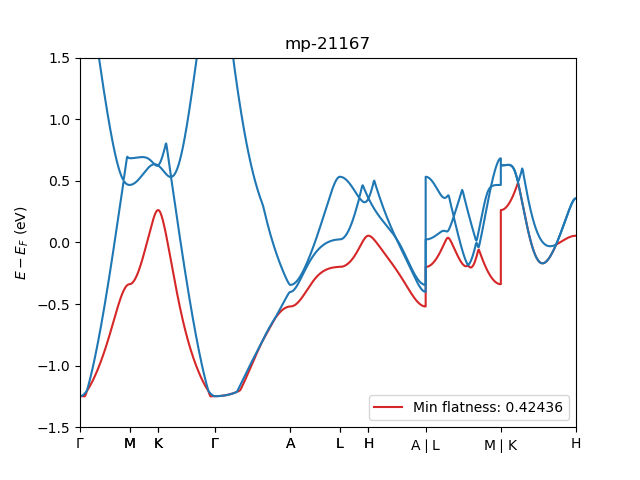 mp-21167
E − E_F (eV)
1.5
1.0
0.5
0.0
−0.5
−1.0
−1.5
Min flatness: 0.42436
Γ M K Γ A L H A | L M | K H